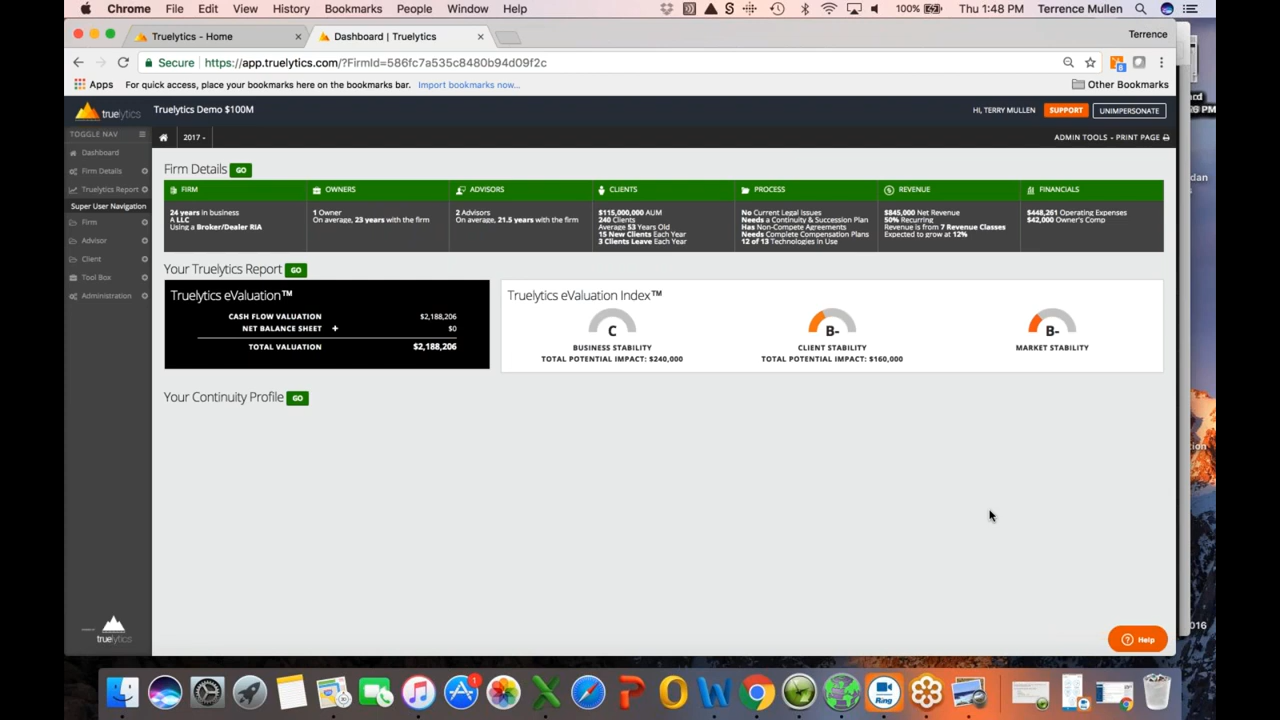 Chrome File Edit View History Bookmarks People Window Help 100% Thu 1:48 PM Terrence Mullen
Truelytics - Home
Dashboard | Truelytics
Terrence
Secure https://app.truelytics.com/?FirmId=586fc7a535c8480b94d09f2c
Apps For quick access, place your bookmarks here on the bookmarks bar. Import bookmarks now... Other Bookmarks
truelytics Truelytics Demo $100M HI, TERRY MULLEN SUPPORT UNIMPERSONATE
TOGGLE NAV 2017 ADMIN TOOLS PRINT PAGE
Dashboard
Firm Details
Truelytics Report
Super User Navigation
Firm
Advisor
Client
Tool Box
Administration
Firm Details GO
FIRM
24 years in business
A LLC
Using a Broker/Dealer RIA
OWNERS
1 Owner
On average, 23 years with the firm
ADVISORS
2 Advisors
On average, 21.5 years with the firm
CLIENTS
$115,000,000 AUM
240 Clients
Average 53 Years Old
15 New Clients Each Year
3 Clients Leave Each Year
PROCESS
No Current Legal Issues
Needs a Continuity & Succession Plan
Has Non-Compete Agreements
Needs Complete Compensation Plans
12 of 13 Technologies in Use
REVENUE
$845,000 Net Revenue
50% Recurring
Revenue is from 7 Revenue Classes
Expected to grow at 12%
FINANCIALS
$448,261 Operating Expenses
$42,000 Owner's Comp
Your Truelytics Report GO
Truelytics eValuation™
CASH FLOW VALUATION $2,188,206
NET BALANCE SHEET + $0
TOTAL VALUATION $2,188,206
Truelytics eValuation Index™
C
BUSINESS STABILITY
TOTAL POTENTIAL IMPACT: $240,000
B-
CLIENT STABILITY
TOTAL POTENTIAL IMPACT: $160,000
B-
MARKET STABILITY
Your Continuity Profile GO
truelytics
Help
Ring